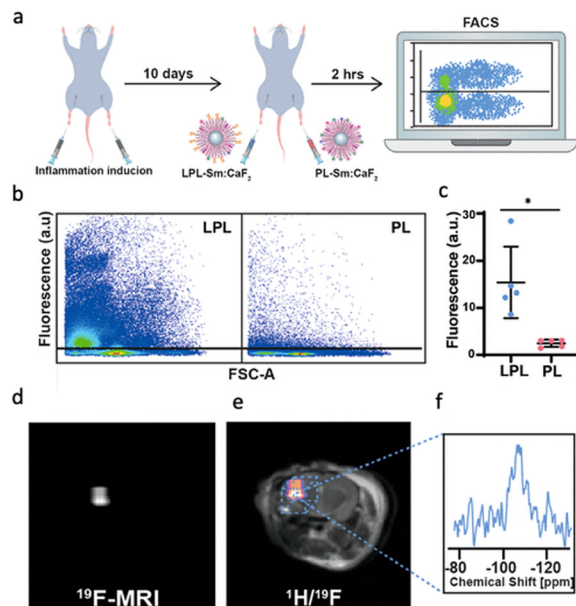 a
FACS
10 days
2 hrs
Inflammation inducion
LPL-Sm:CaF₂
PL-Sm:CaF₂
b
Fluorescence (a.u)
LPL
PL
FSC-A
c
*
Fluorescence (a.u.)
30
20
10
0
LPL
PL
d
¹⁹F-MRI
e
¹H/¹⁹F
f
-80
-100
-120
Chemical Shift [ppm]